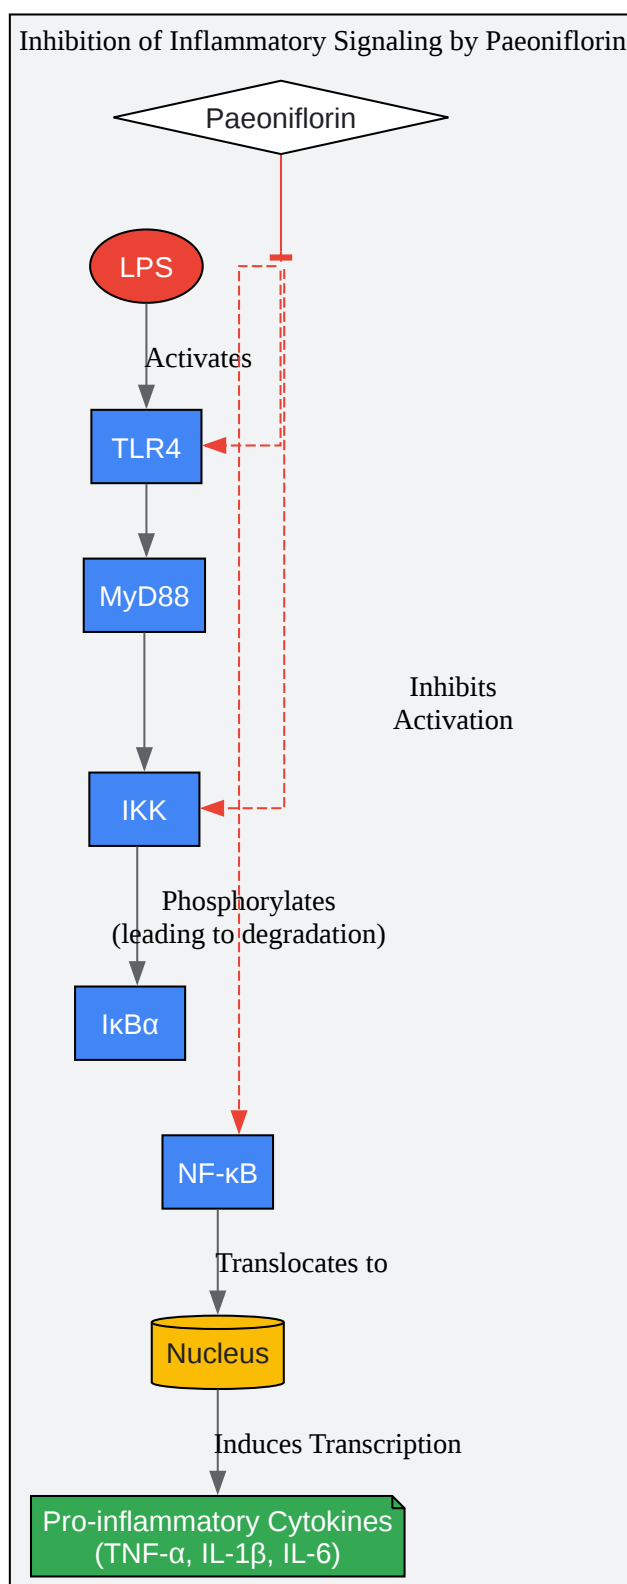 Inhibition of Inflammatory Signaling by Paeoniflorin
Paeoniflorin
LPS
Activates
TLR4
MyD88
Inhibits
Activation
IKK
Phosphorylates
(leading to degradation)
IκBα
NF-κB
Translocates to
Nucleus
Induces Transcription
Pro-inflammatory Cytokines
(TNF-α, IL-1β, IL-6)